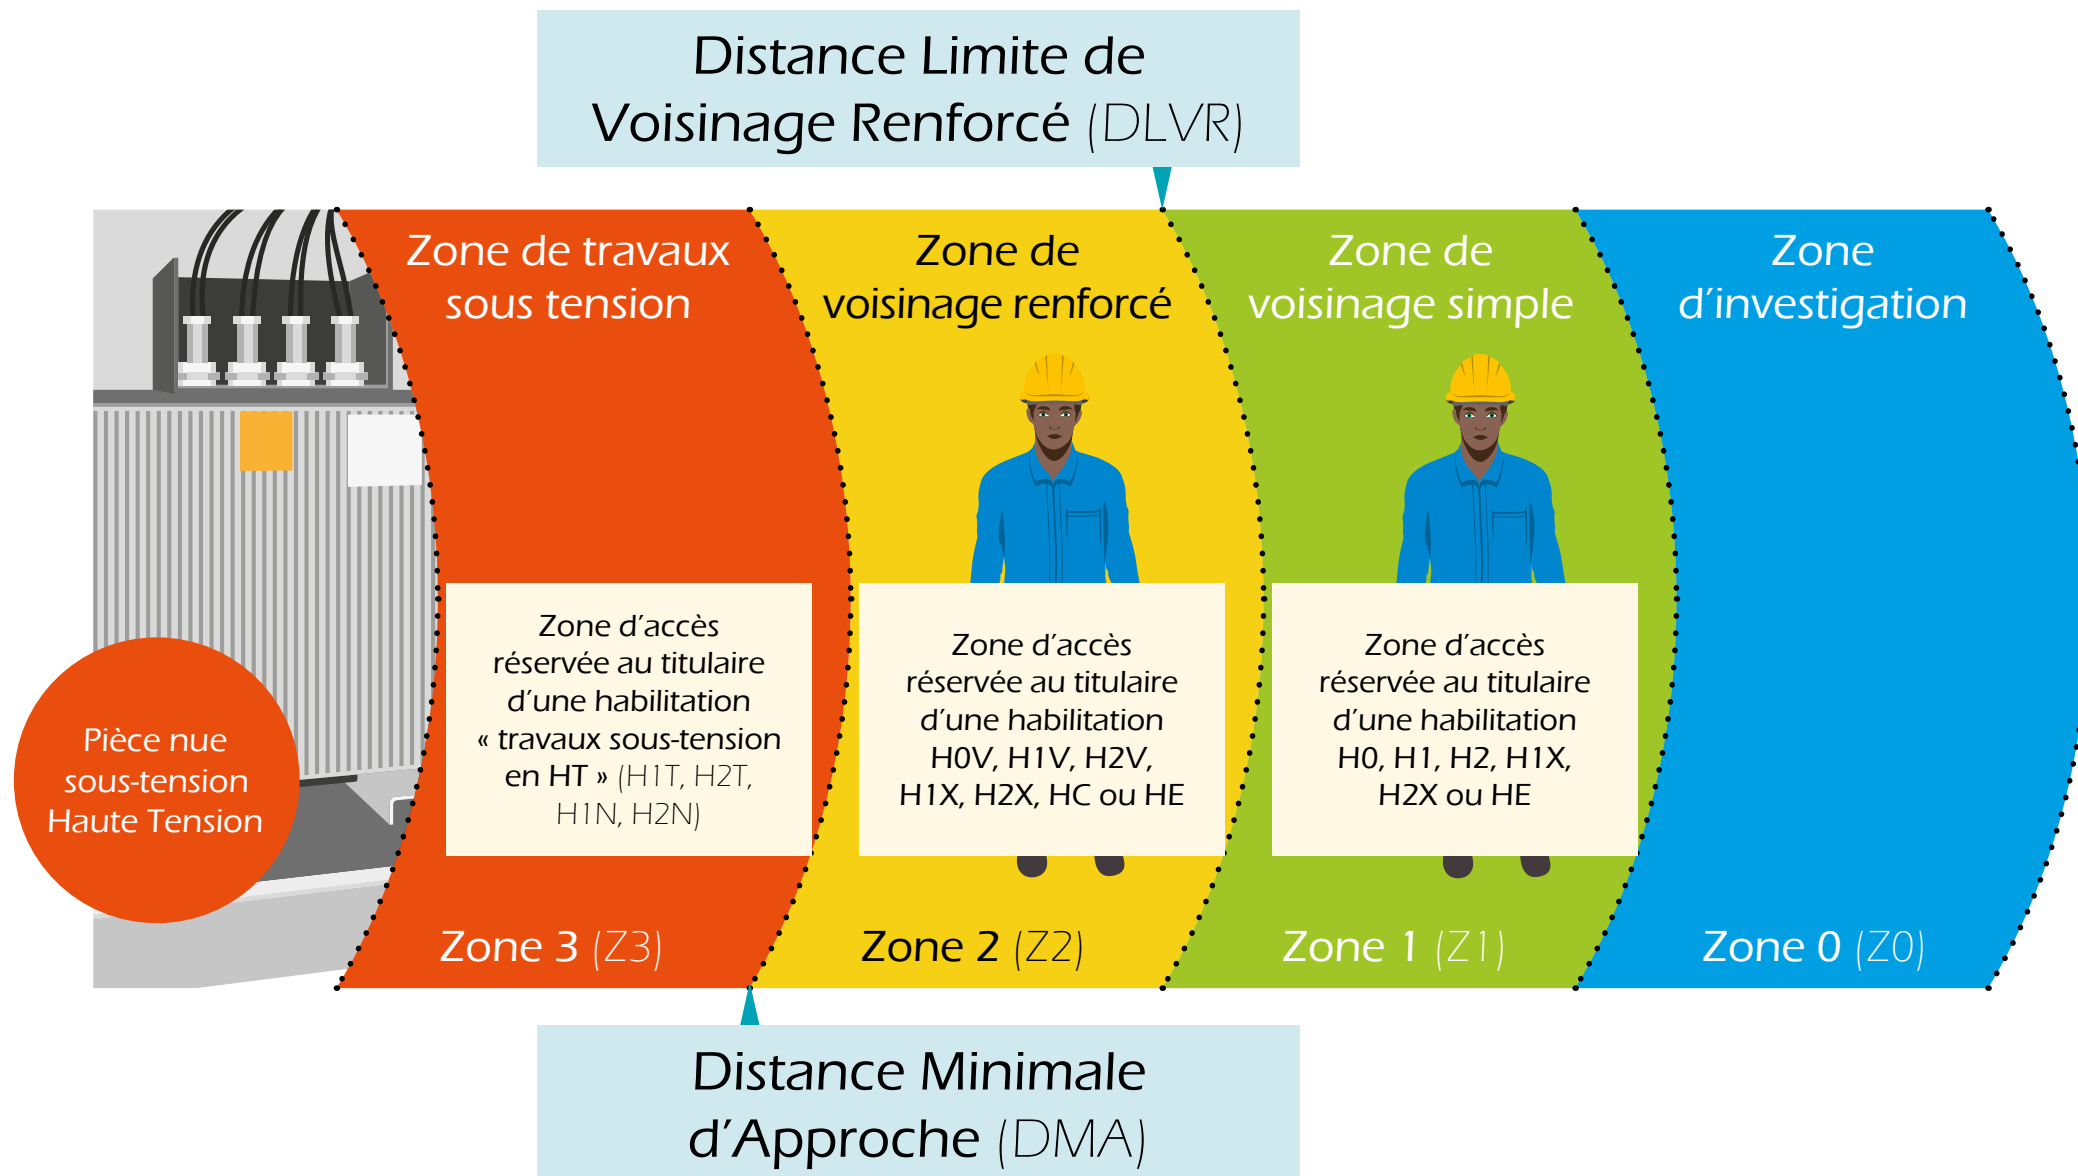 Distance Limite de
Voisinage Renforcé (DLVR)
Zone de travaux
sous tension
Zone de
voisinage renforcé
Zone de
voisinage simple
Zone
d’investigation
Pièce nue
sous-tension
Haute Tension
Zone d’accès
réservée au titulaire
d’une habilitation
« travaux sous-tension
en HT » (H1T, H2T,
H1N, H2N)
Zone d’accès
réservée au titulaire
d’une habilitation
H0V, H1V, H2V,
H1X, H2X, HC ou HE
Zone d’accès
réservée au titulaire
d’une habilitation
H0, H1, H2, H1X,
H2X ou HE
Zone 3 (Z3)
Zone 2 (Z2)
Zone 1 (Z1)
Zone 0 (Z0)
Distance Minimale
d’Approche (DMA)